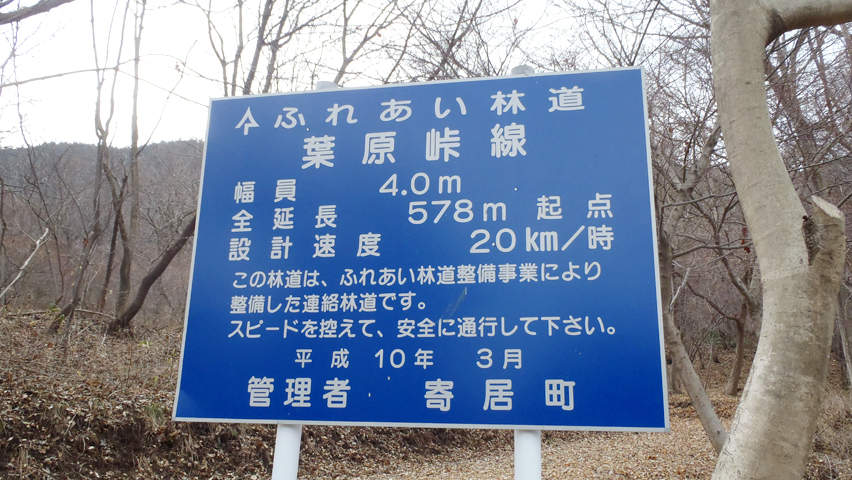 ふれあい林道
葉原峠線
幅員 4.0m
全延長 578m 起点
設計速度 20km/時
この林道は、ふれあい林道整備事業により
整備した連絡林道です。
スピードを控えて、安全に通行して下さい。
平成 10年 3月
管理者 寄居町